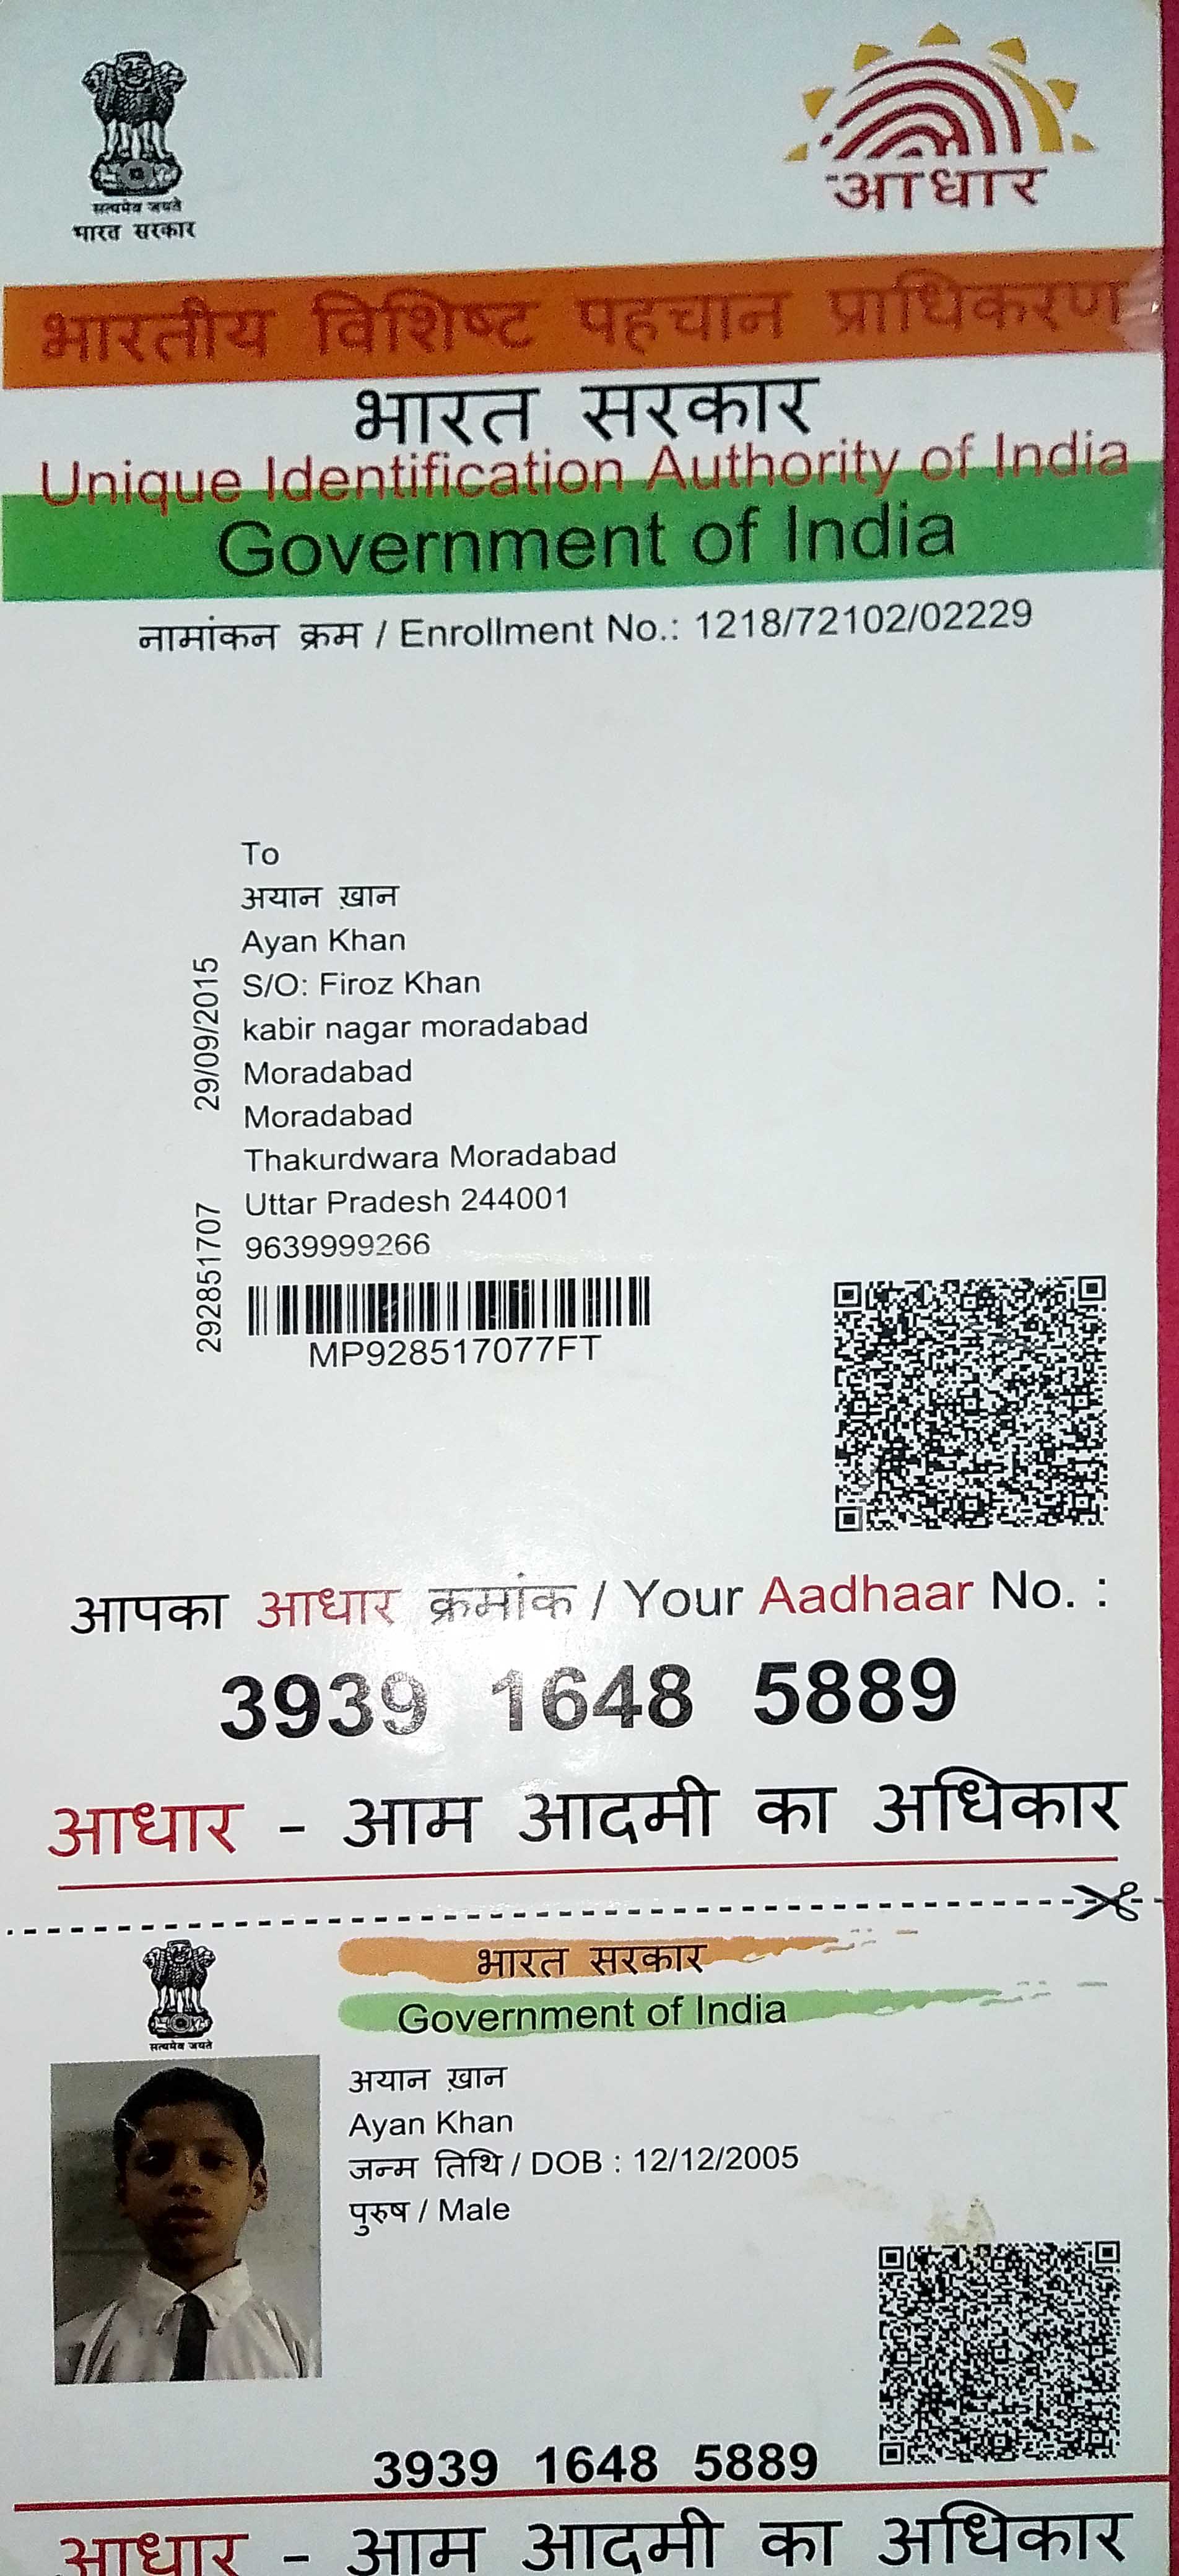 सत्यमेव जयते
भारत सरकार
आधार
भारतीय विशिष्ट पहचान प्राधिकरण
भारत सरकार
Unique Identification Authority of India
Government of India
नामांकन क्रम / Enrollment No.: 1218/72102/02229
To
अयान ख़ान
Ayan Khan
S/O: Firoz Khan
kabir nagar moradabad
Moradabad
Moradabad
Thakurdwara Moradabad
Uttar Pradesh 244001
9639999266
29/09/2015
292851707
MP928517077FT
आपका आधार क्रमांक / Your Aadhaar No. :
3939 1648 5889
आधार - आम आदमी का अधिकार
सत्यमेव जयते
भारत सरकार
Government of India
अयान ख़ान
Ayan Khan
जन्म तिथि / DOB : 12/12/2005
पुरुष / Male
3939 1648 5889
आधार - आम आदमी का अधिकार